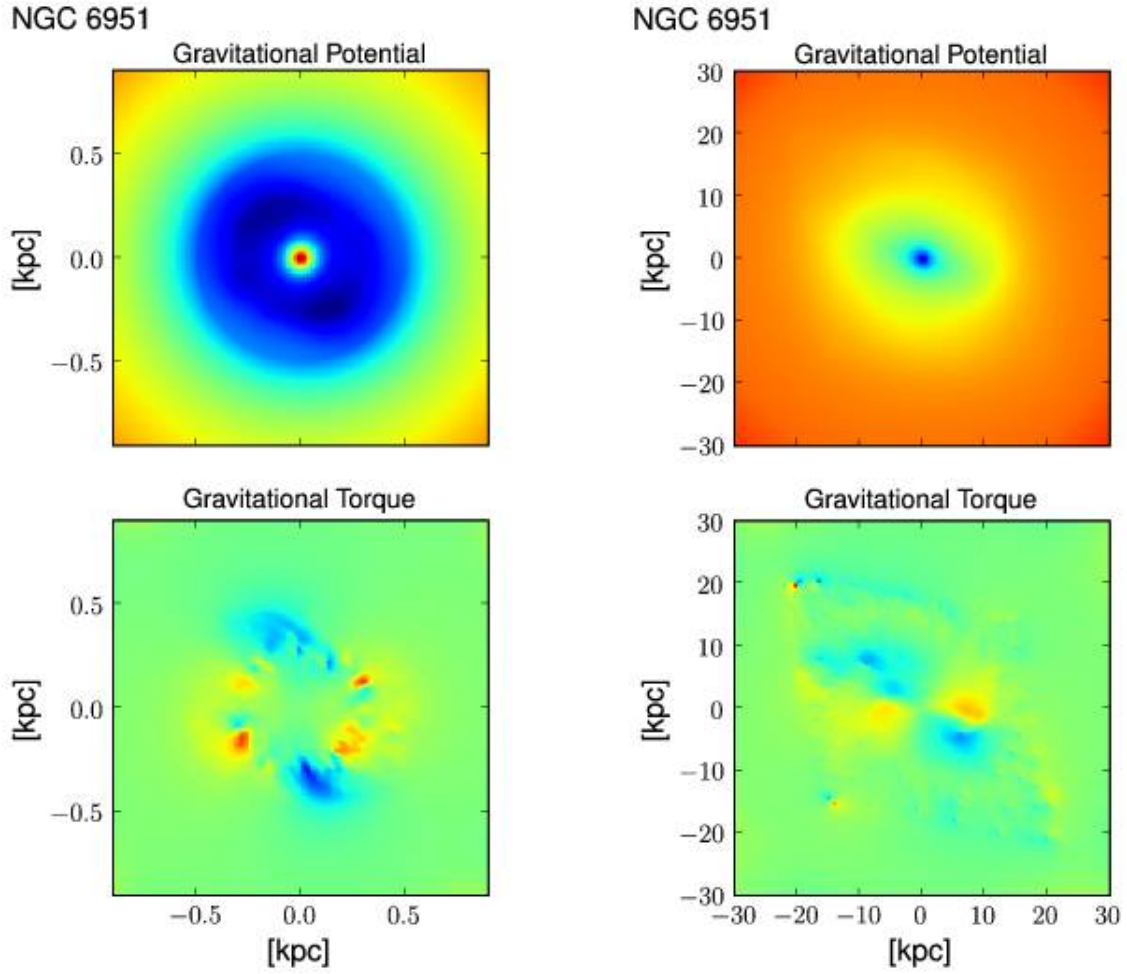 NGC 6951
Gravitational Potential
[kpc]
0.5
0.0
−0.5
Gravitational Torque
[kpc]
0.5
0.0
−0.5
−0.5 0.0 0.5
[kpc]
NGC 6951
Gravitational Potential
[kpc]
30
20
10
0
−10
−20
−30
Gravitational Torque
[kpc]
30
20
10
0
−10
−20
−30
−30 −20 −10 0 10 20 30
[kpc]